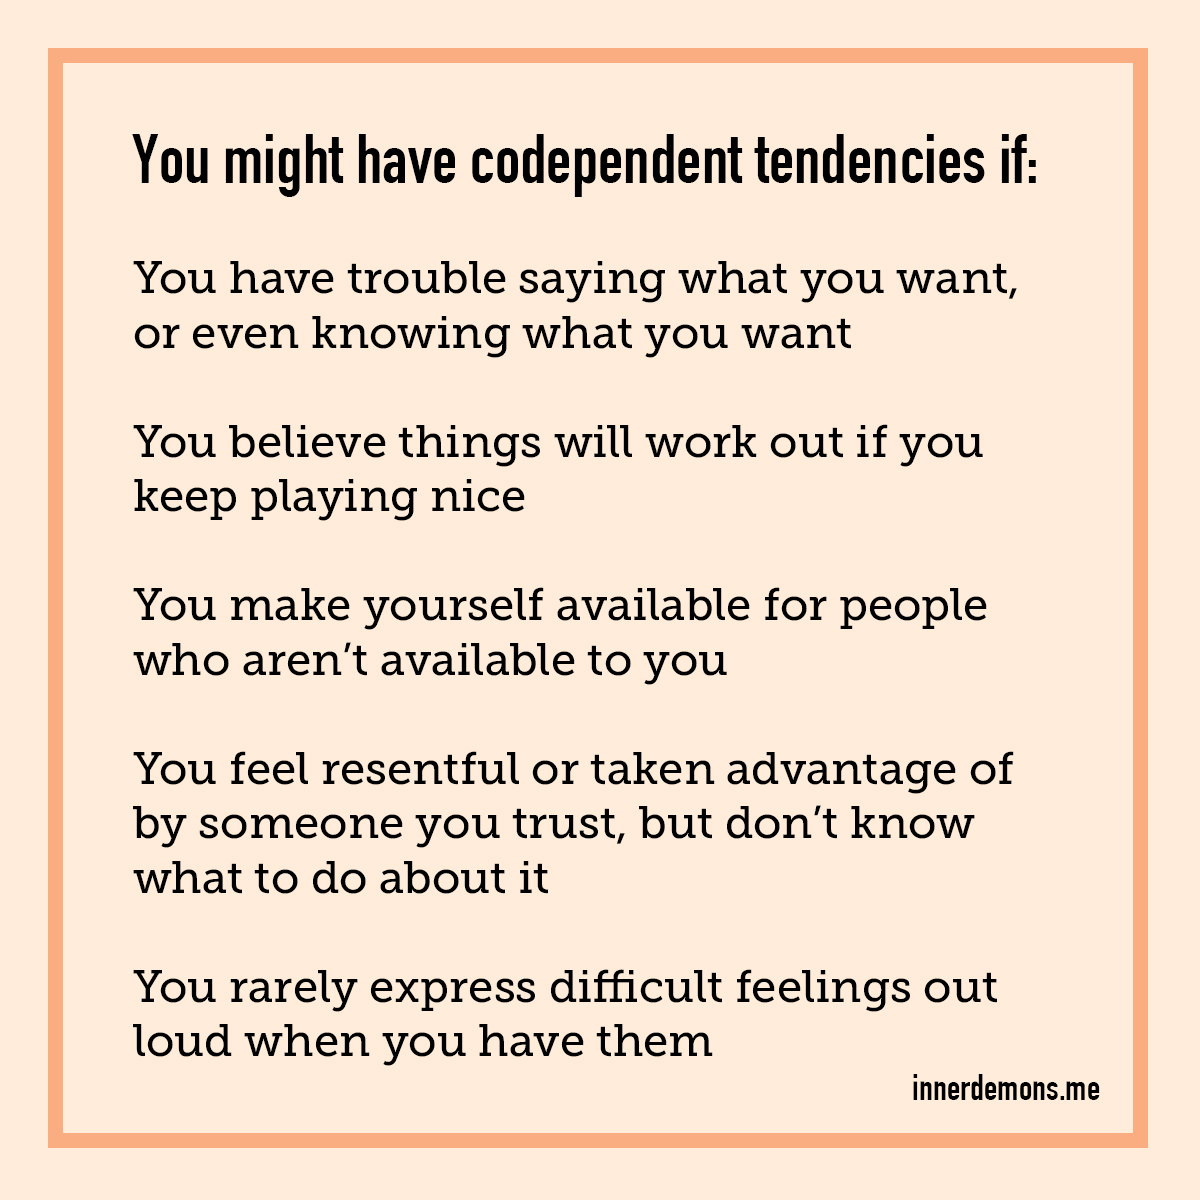 You might have codependent tendencies if:
You have trouble saying what you want,
or even knowing what you want
You believe things will work out if you
keep playing nice
You make yourself available for people
who aren’t available to you
You feel resentful or taken advantage of
by someone you trust, but don’t know
what to do about it
You rarely express difficult feelings out
loud when you have them
innerdemons.me